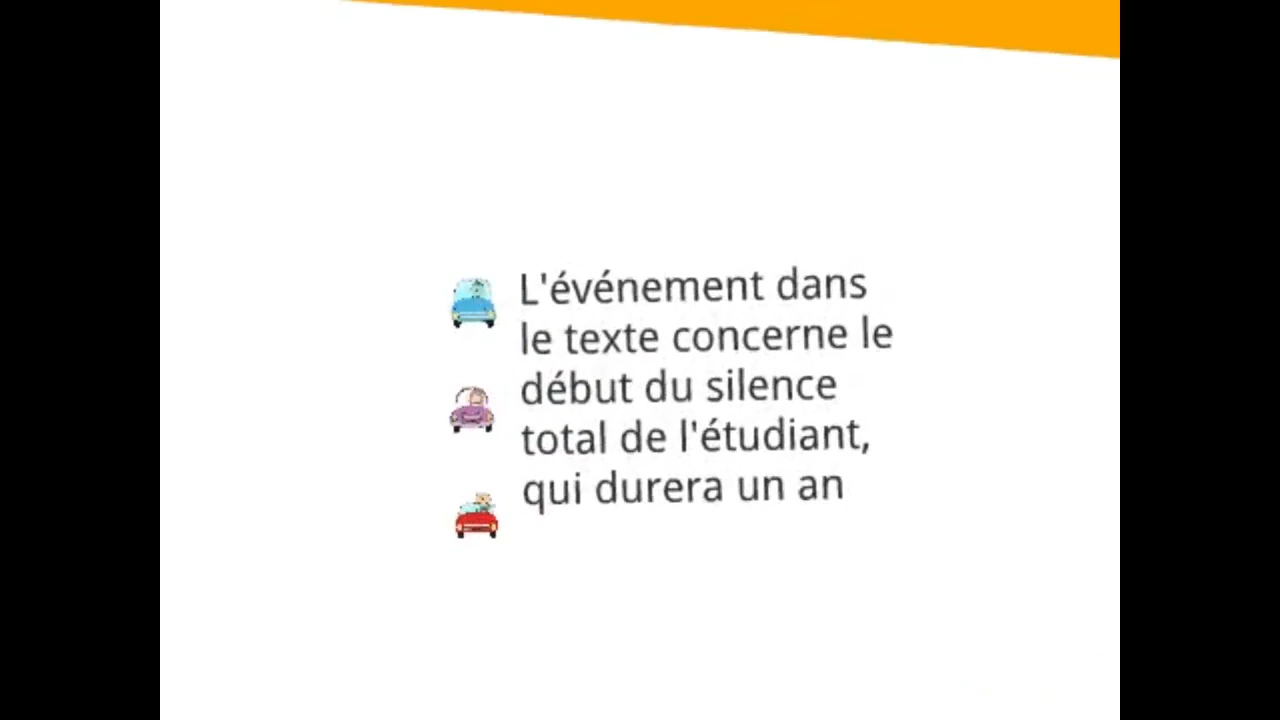 L'événement dans
le texte concerne le
début du silence
total de l'étudiant,
qui durera un an